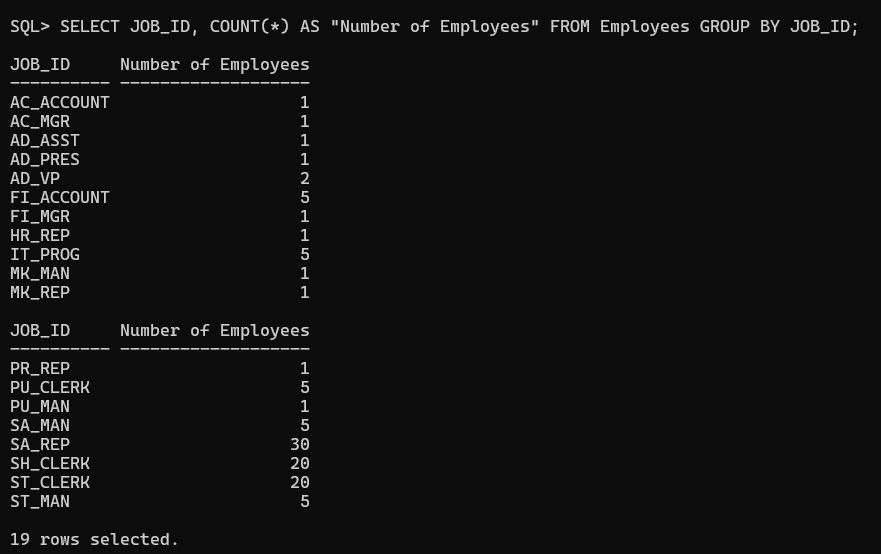 SQL> SELECT JOB_ID, COUNT(*) AS "Number of Employees" FROM Employees GROUP BY JOB_ID;
JOB_ID     Number of Employees
---------- -------------------
AC_ACCOUNT                   1
AC_MGR                       1
AD_ASST                      1
AD_PRES                      1
AD_VP                        2
FI_ACCOUNT                   5
FI_MGR                       1
HR_REP                       1
IT_PROG                      5
MK_MAN                       1
MK_REP                       1
JOB_ID     Number of Employees
---------- -------------------
PR_REP                       1
PU_CLERK                     5
PU_MAN                       1
SA_MAN                       5
SA_REP                      30
SH_CLERK                    20
ST_CLERK                    20
ST_MAN                       5
19 rows selected.